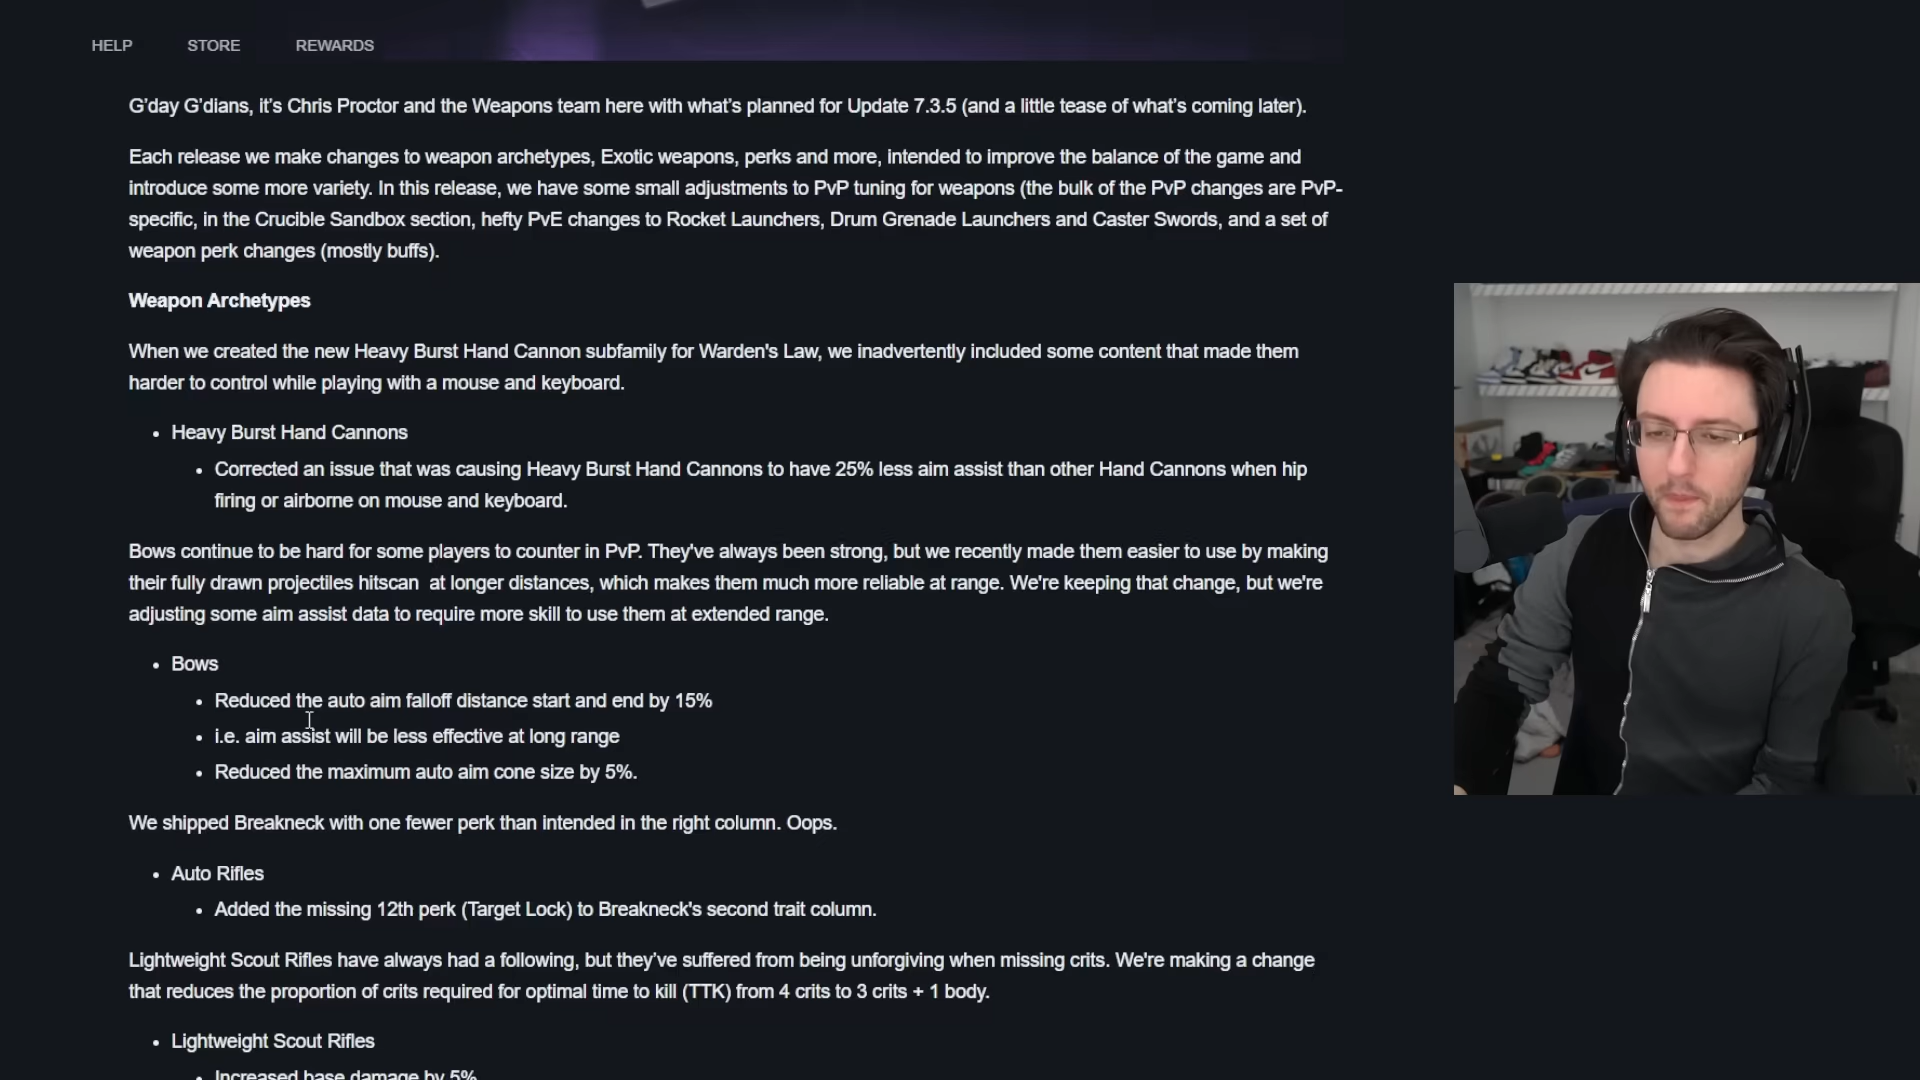 HELP STORE REWARDS
G'day G'dians, it's Chris Proctor and the Weapons team here with what's planned for Update 7.3.5 (and a little tease of what's coming later).
Each release we make changes to weapon archetypes, Exotic weapons, perks and more, intended to improve the balance of the game and
introduce some more variety. In this release, we have some small adjustments to PvP tuning for weapons (the bulk of the PvP changes are PvP-
specific, in the Crucible Sandbox section, hefty PvE changes to Rocket Launchers, Drum Grenade Launchers and Caster Swords, and a set of
weapon perk changes (mostly buffs).
Weapon Archetypes
When we created the new Heavy Burst Hand Cannon subfamily for Warden's Law, we inadvertently included some content that made them
harder to control while playing with a mouse and keyboard.
• Heavy Burst Hand Cannons
• Corrected an issue that was causing Heavy Burst Hand Cannons to have 25% less aim assist than other Hand Cannons when hip
firing or airborne on mouse and keyboard.
Bows continue to be hard for some players to counter in PvP. They've always been strong, but we recently made them easier to use by making
their fully drawn projectiles hitscan at longer distances, which makes them much more reliable at range. We're keeping that change, but we're
adjusting some aim assist data to require more skill to use them at extended range.
• Bows
• Reduced the auto aim falloff distance start and end by 15%
• i.e. aim assist will be less effective at long range
• Reduced the maximum auto aim cone size by 5%.
We shipped Breakneck with one fewer perk than intended in the right column. Oops.
• Auto Rifles
• Added the missing 12th perk (Target Lock) to Breakneck's second trait column.
Lightweight Scout Rifles have always had a following, but they've suffered from being unforgiving when missing crits. We're making a change
that reduces the proportion of crits required for optimal time to kill (TTK) from 4 crits to 3 crits + 1 body.
• Lightweight Scout Rifles
• Increased base damage by 5%